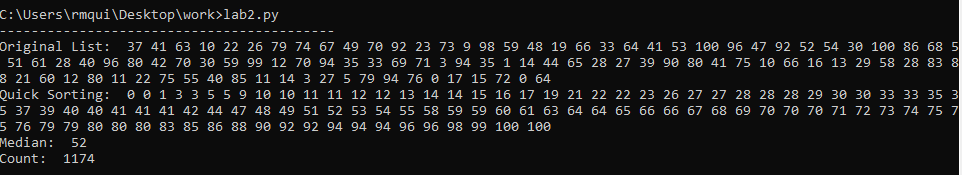 C:\Users\rmqui\Desktop\work>lab2.py
-----------------------------------------
Original List:  37 41 63 10 22 26 79 74 67 49 70 92 23 73 9 98 59 48 19 66 33 64 41 53 100 96 47 92 52 54 30 100 86 68 5
 51 61 28 40 96 80 42 70 30 59 99 12 70 94 35 33 69 71 3 94 35 1 14 44 65 28 27 39 90 80 41 75 10 66 16 13 29 58 28 83 8
8 21 60 12 80 11 22 75 55 40 85 11 14 3 27 5 79 94 76 0 17 15 72 0 64
Quick Sorting:  0 0 1 3 3 5 5 9 10 10 11 11 12 12 13 14 14 15 16 17 19 21 22 22 23 26 27 27 28 28 28 29 30 30 33 33 35 3
5 37 39 40 40 41 41 41 42 44 47 48 49 51 52 53 54 55 58 59 59 60 61 63 64 64 65 66 66 67 68 69 70 70 70 71 72 73 74 75 7
5 76 79 79 80 80 80 83 85 86 88 90 92 92 94 94 94 96 96 98 99 100 100
Median:  52
Count:  1174